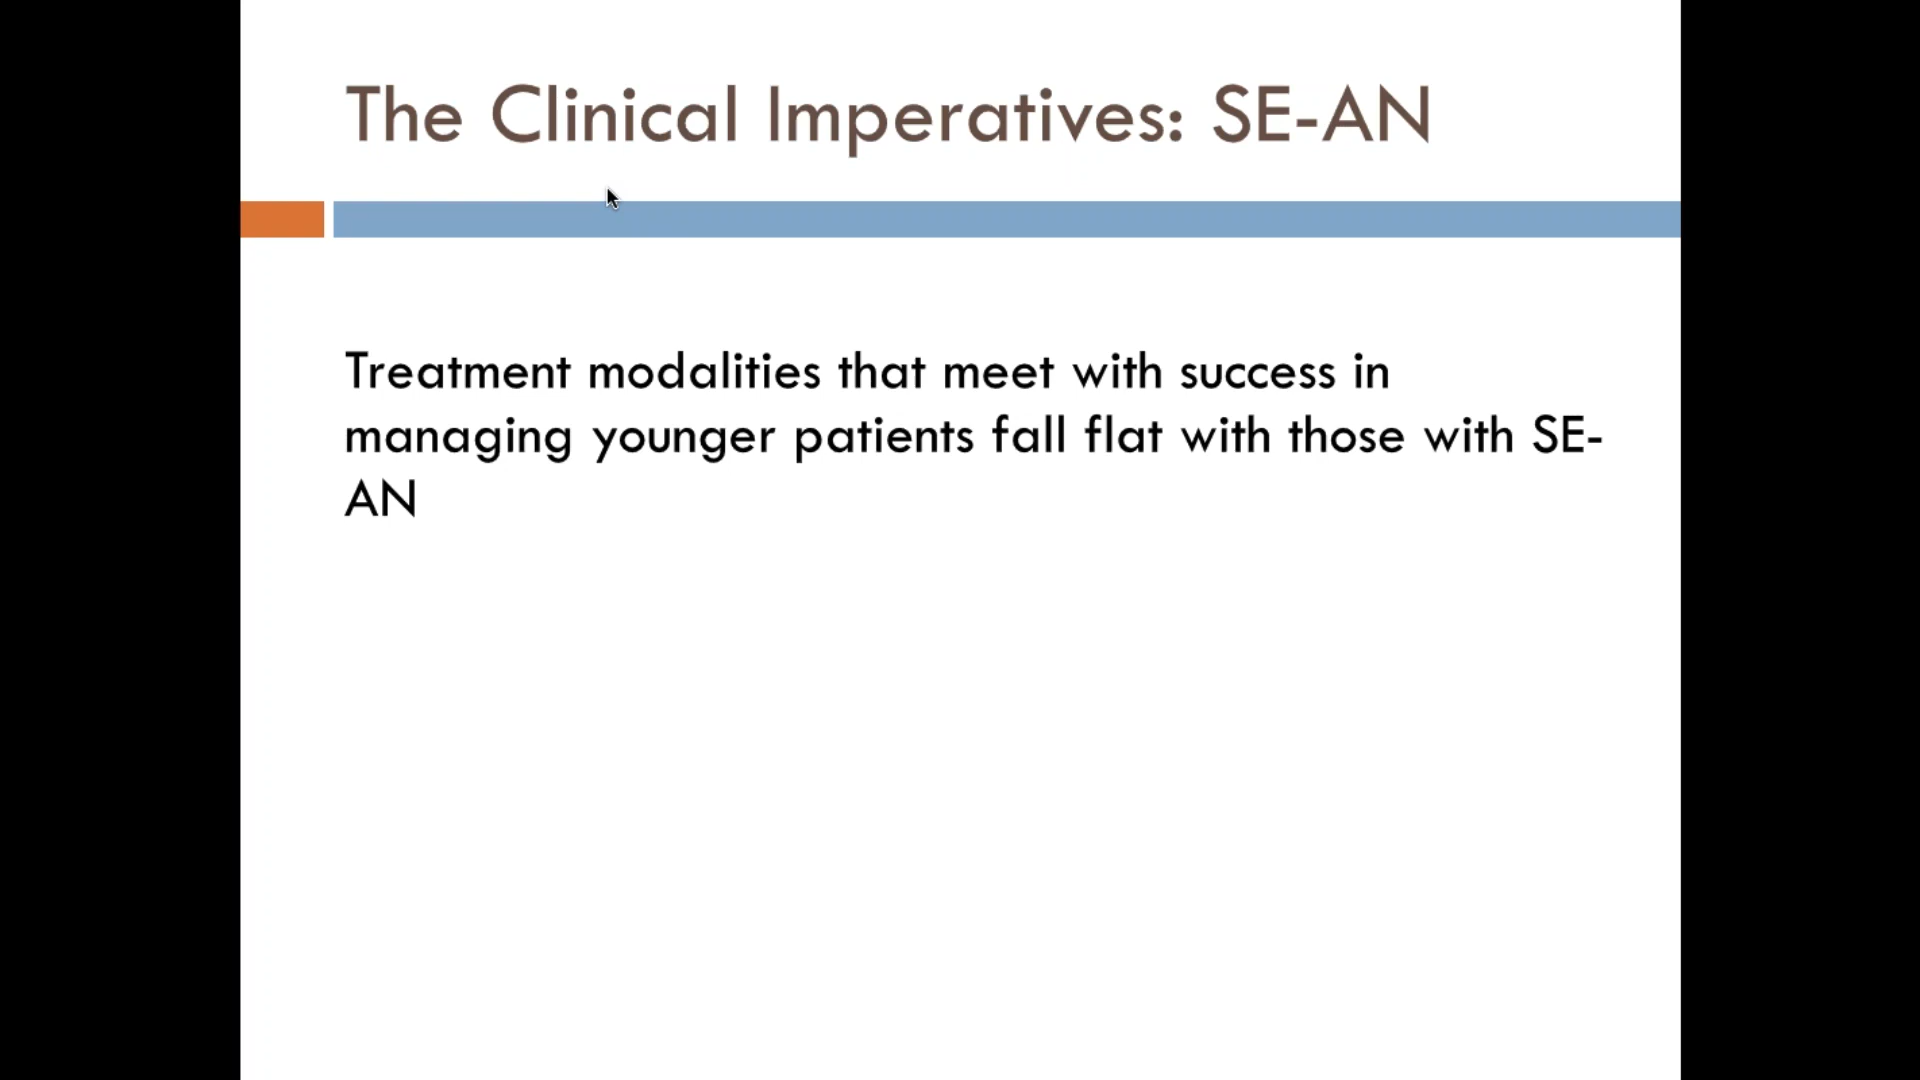 The Clinical Imperatives: SE-AN
Treatment modalities that meet with success in
managing younger patients fall flat with those with SE-
AN